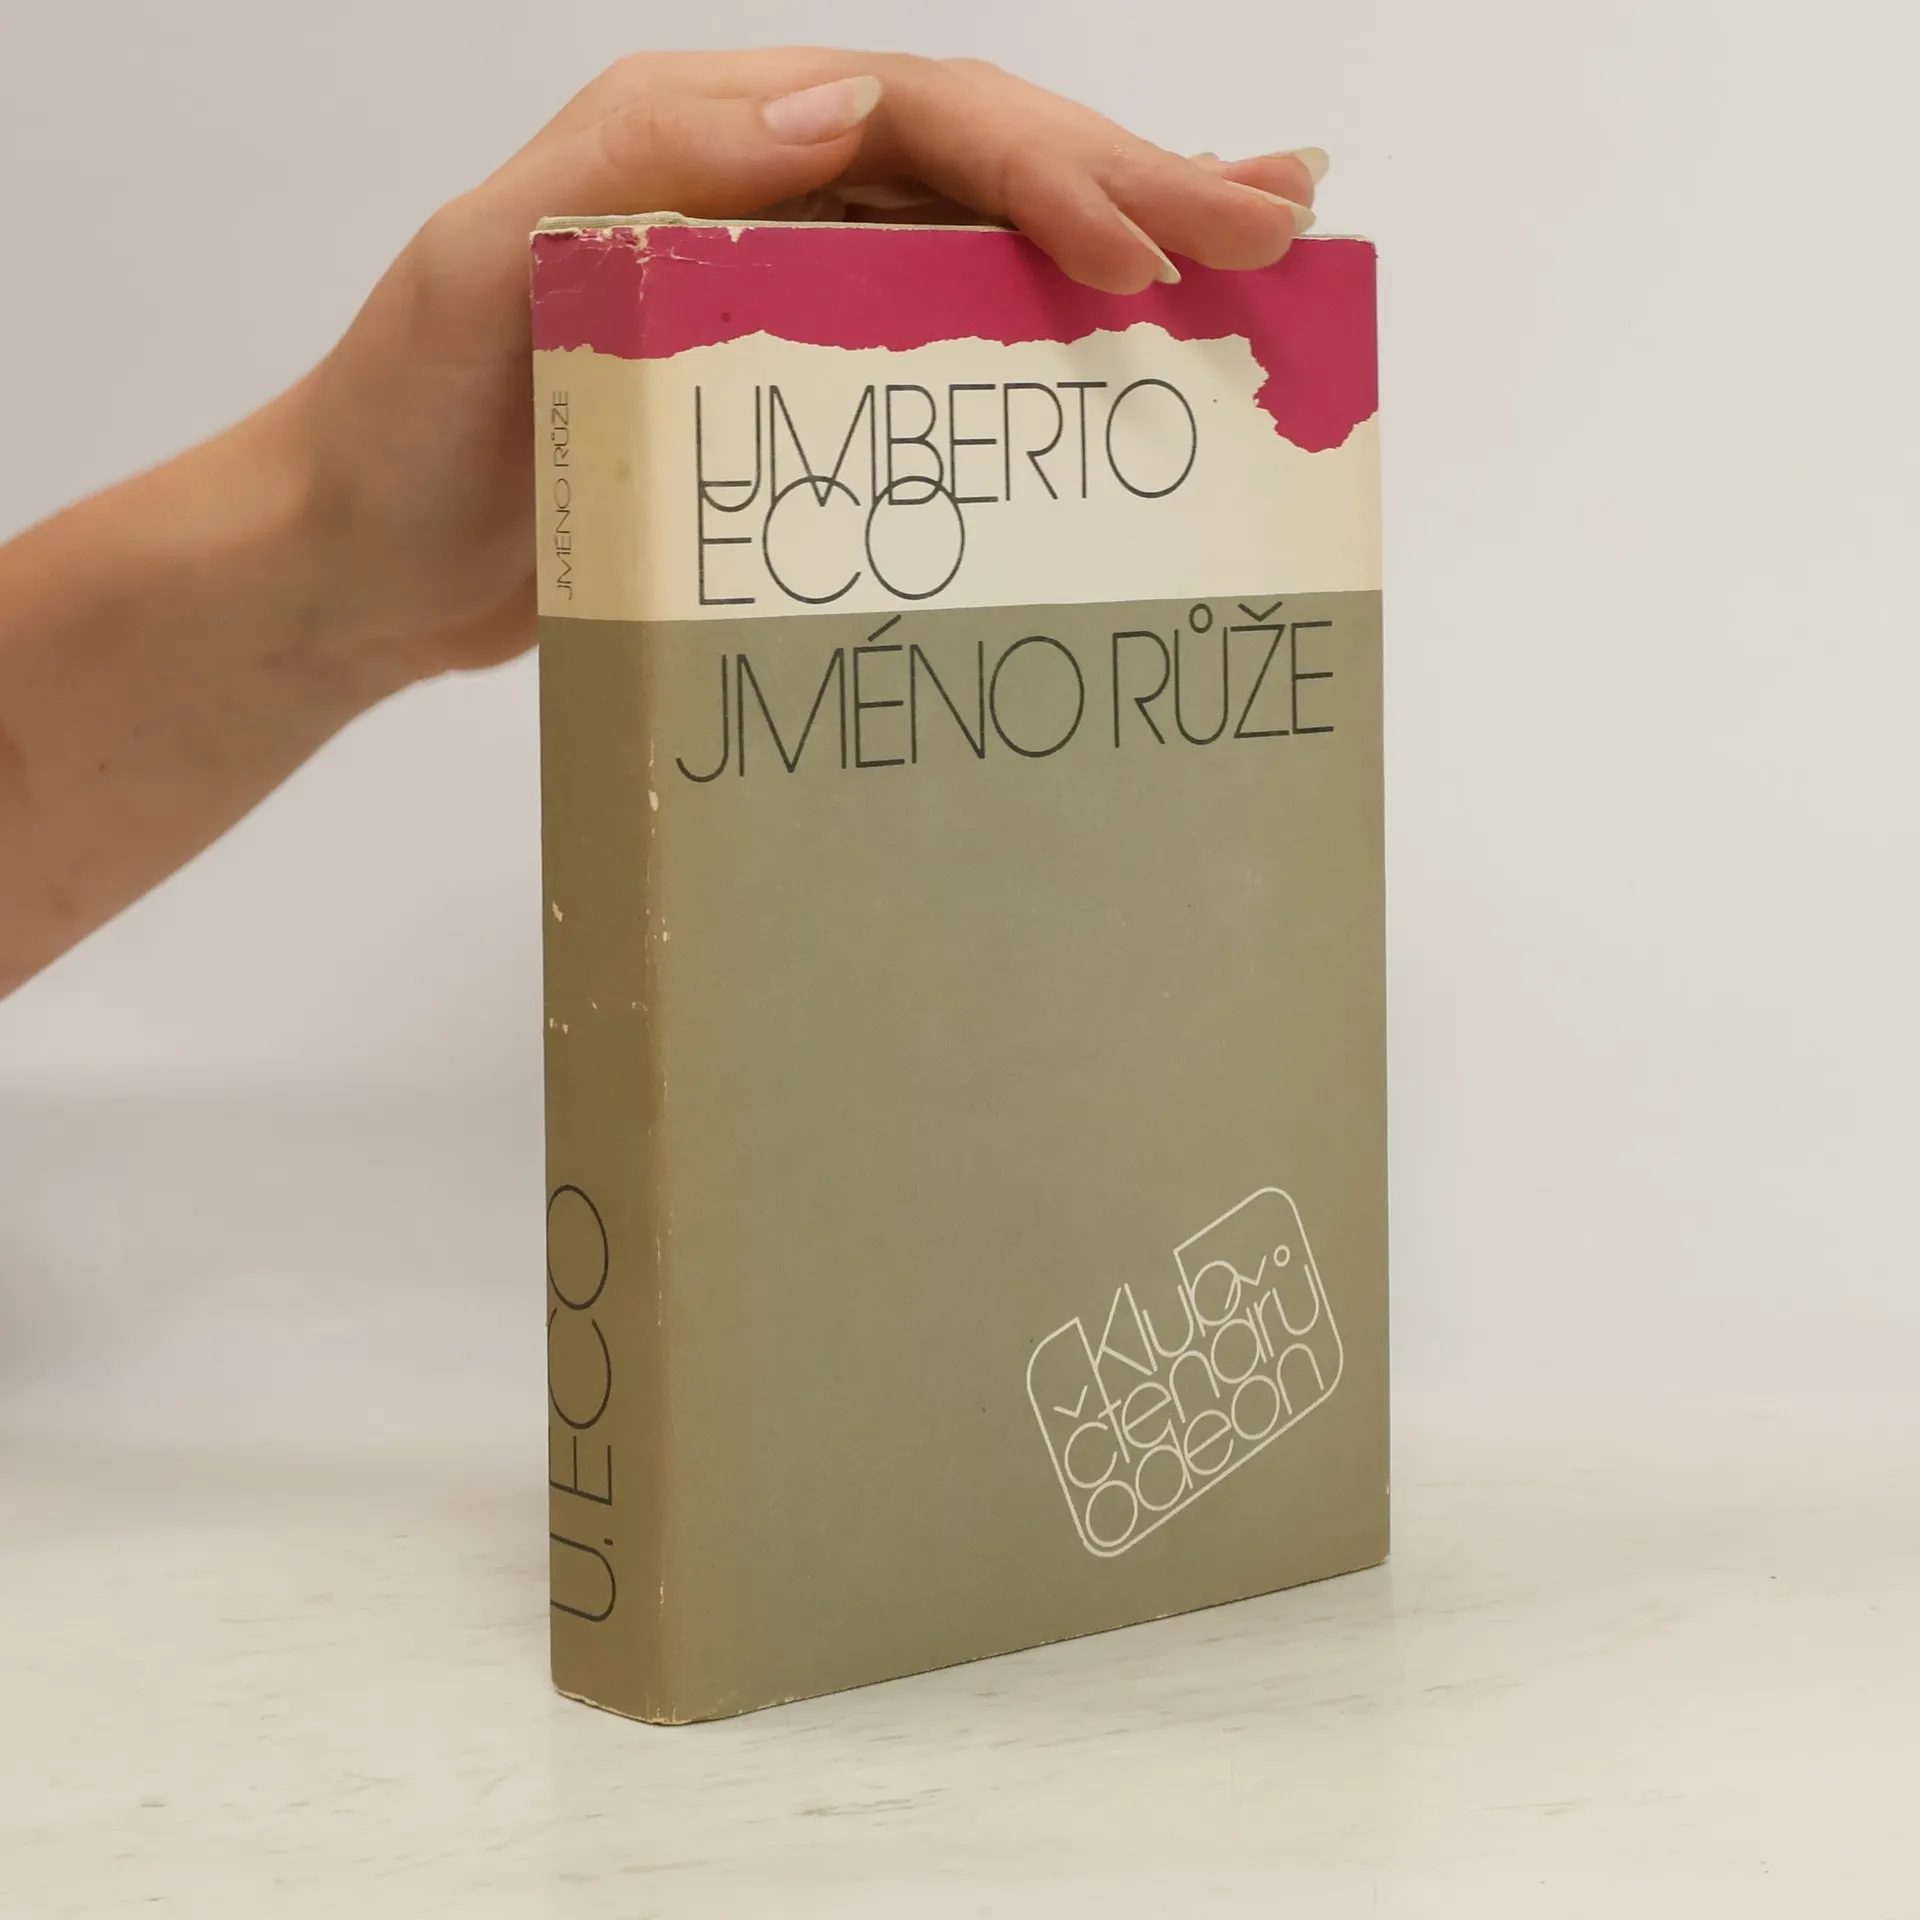 UMBERTO
ECO
JMÉNO RŮŽE
Klub
čtenářů
odeon
JMÉNO RŮŽE
U. ECO